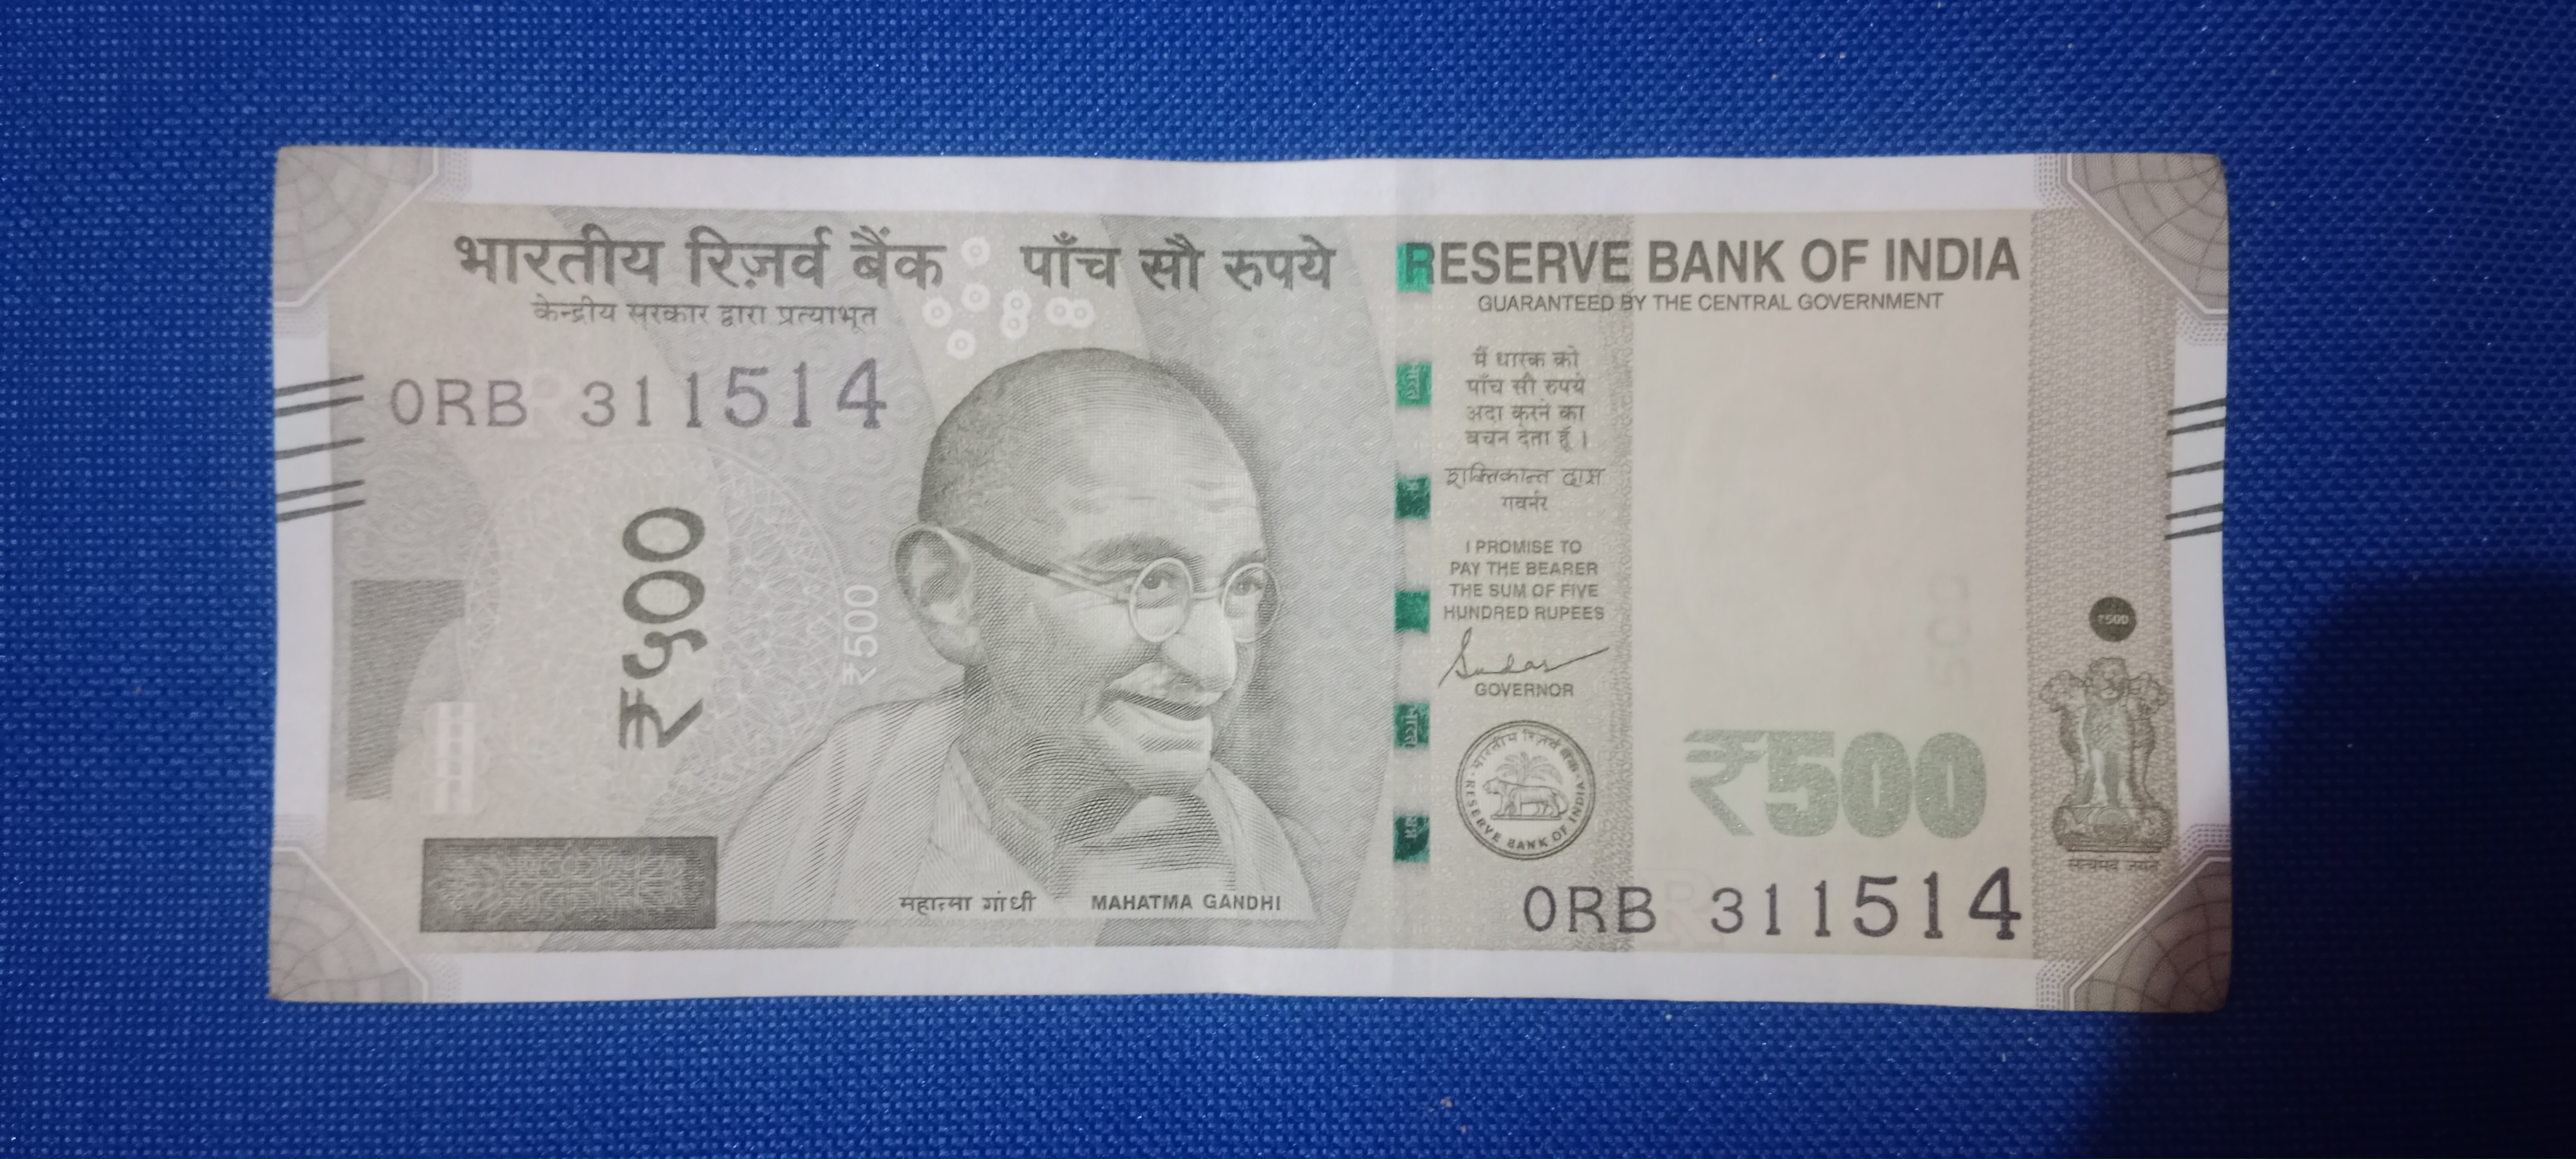 भारतीय रिज़र्व बैंक पाँच सौ रुपये
केन्द्रीय सरकार द्वारा प्रत्याभूत
0RB 311514
₹५००
₹500
महात्मा गांधी MAHATMA GANDHI
RESERVE BANK OF INDIA
GUARANTEED BY THE CENTRAL GOVERNMENT
मैं धारक को
पाँच सौ रुपये
अदा करने का
वचन देता हूँ।
शक्तिकान्त दास
गवर्नर
I PROMISE TO
PAY THE BEARER
THE SUM OF FIVE
HUNDRED RUPEES
GOVERNOR
भारतीय रिज़र्व बैंक
RESERVE BANK OF INDIA
500
₹500
₹500
सत्यमेव जयते
0RB 311514